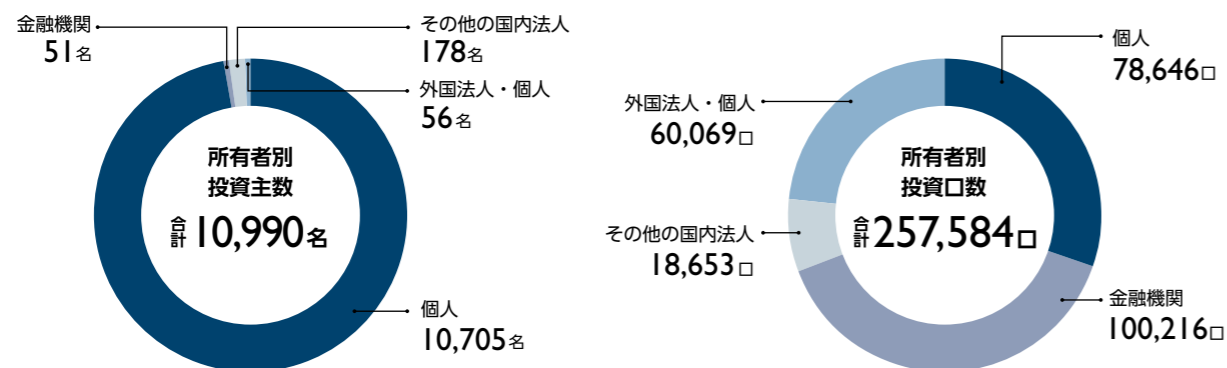 金融機関
51名
その他の国内法人
178名
外国法人・個人
56名
所有者別
投資主数
合計 10,990名
個人
10,705名
個人
78,646口
外国法人・個人
60,069口
所有者別
投資口数
合計 257,584口
その他の国内法人
18,653口
金融機関
100,216口